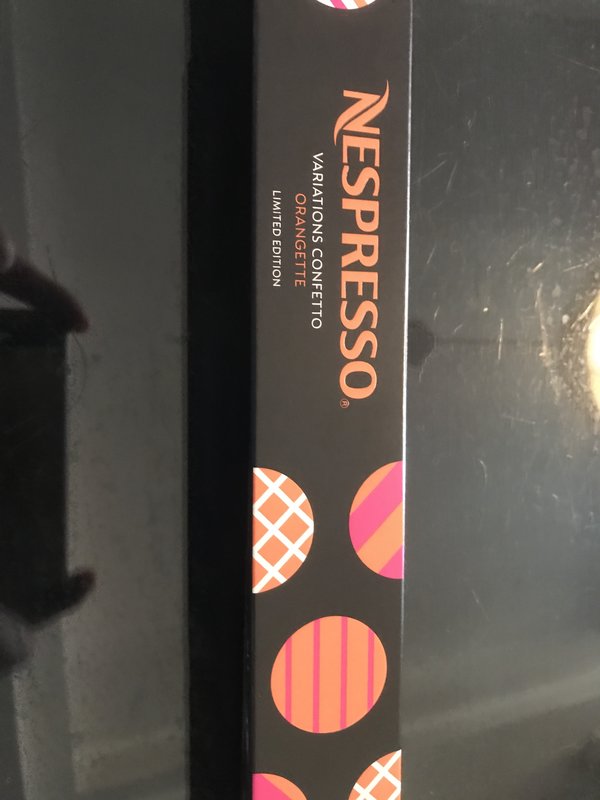 NESPRESSO®
VARIATIONS CONFETTO
ORANGETTE
LIMITED EDITION